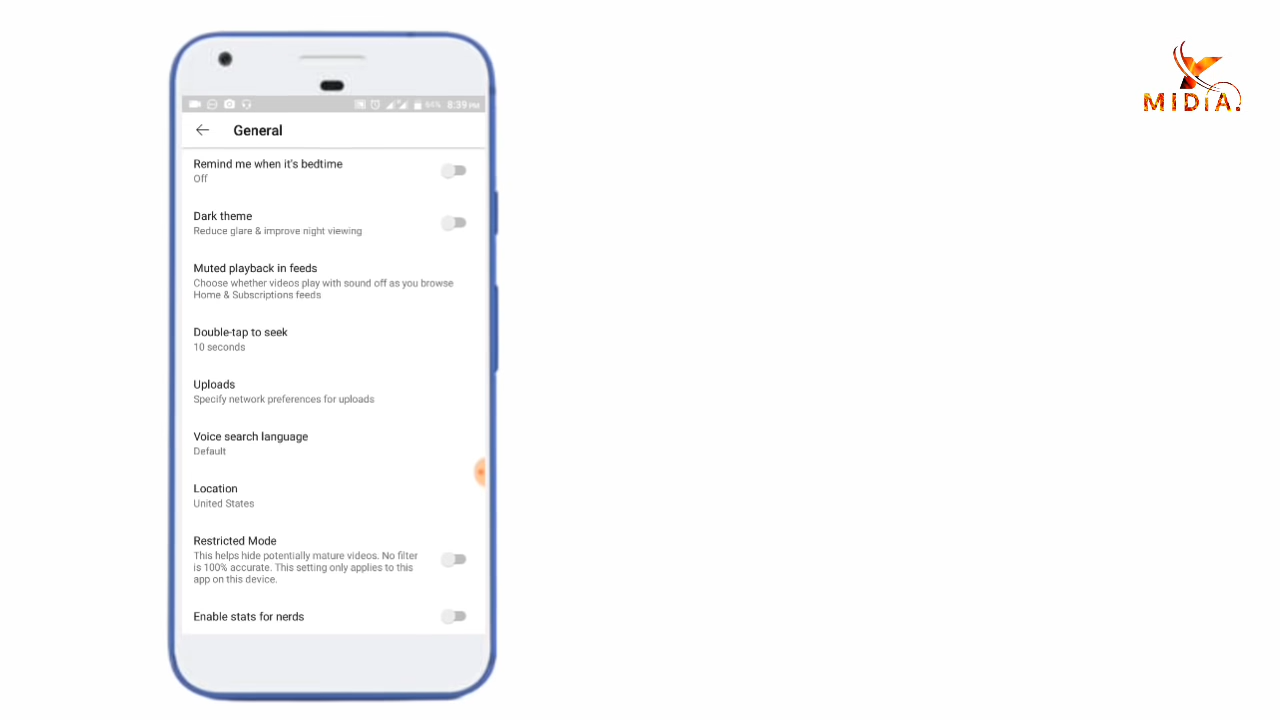 MIDIA.
64% 8:39 PM
General
Remind me when it's bedtime
Off
Dark theme
Reduce glare & improve night viewing
Muted playback in feeds
Choose whether videos play with sound off as you browse
Home & Subscriptions feeds
Double-tap to seek
10 seconds
Uploads
Specify network preferences for uploads
Voice search language
Default
Location
United States
Restricted Mode
This helps hide potentially mature videos. No filter
is 100% accurate. This setting only applies to this
app on this device.
Enable stats for nerds